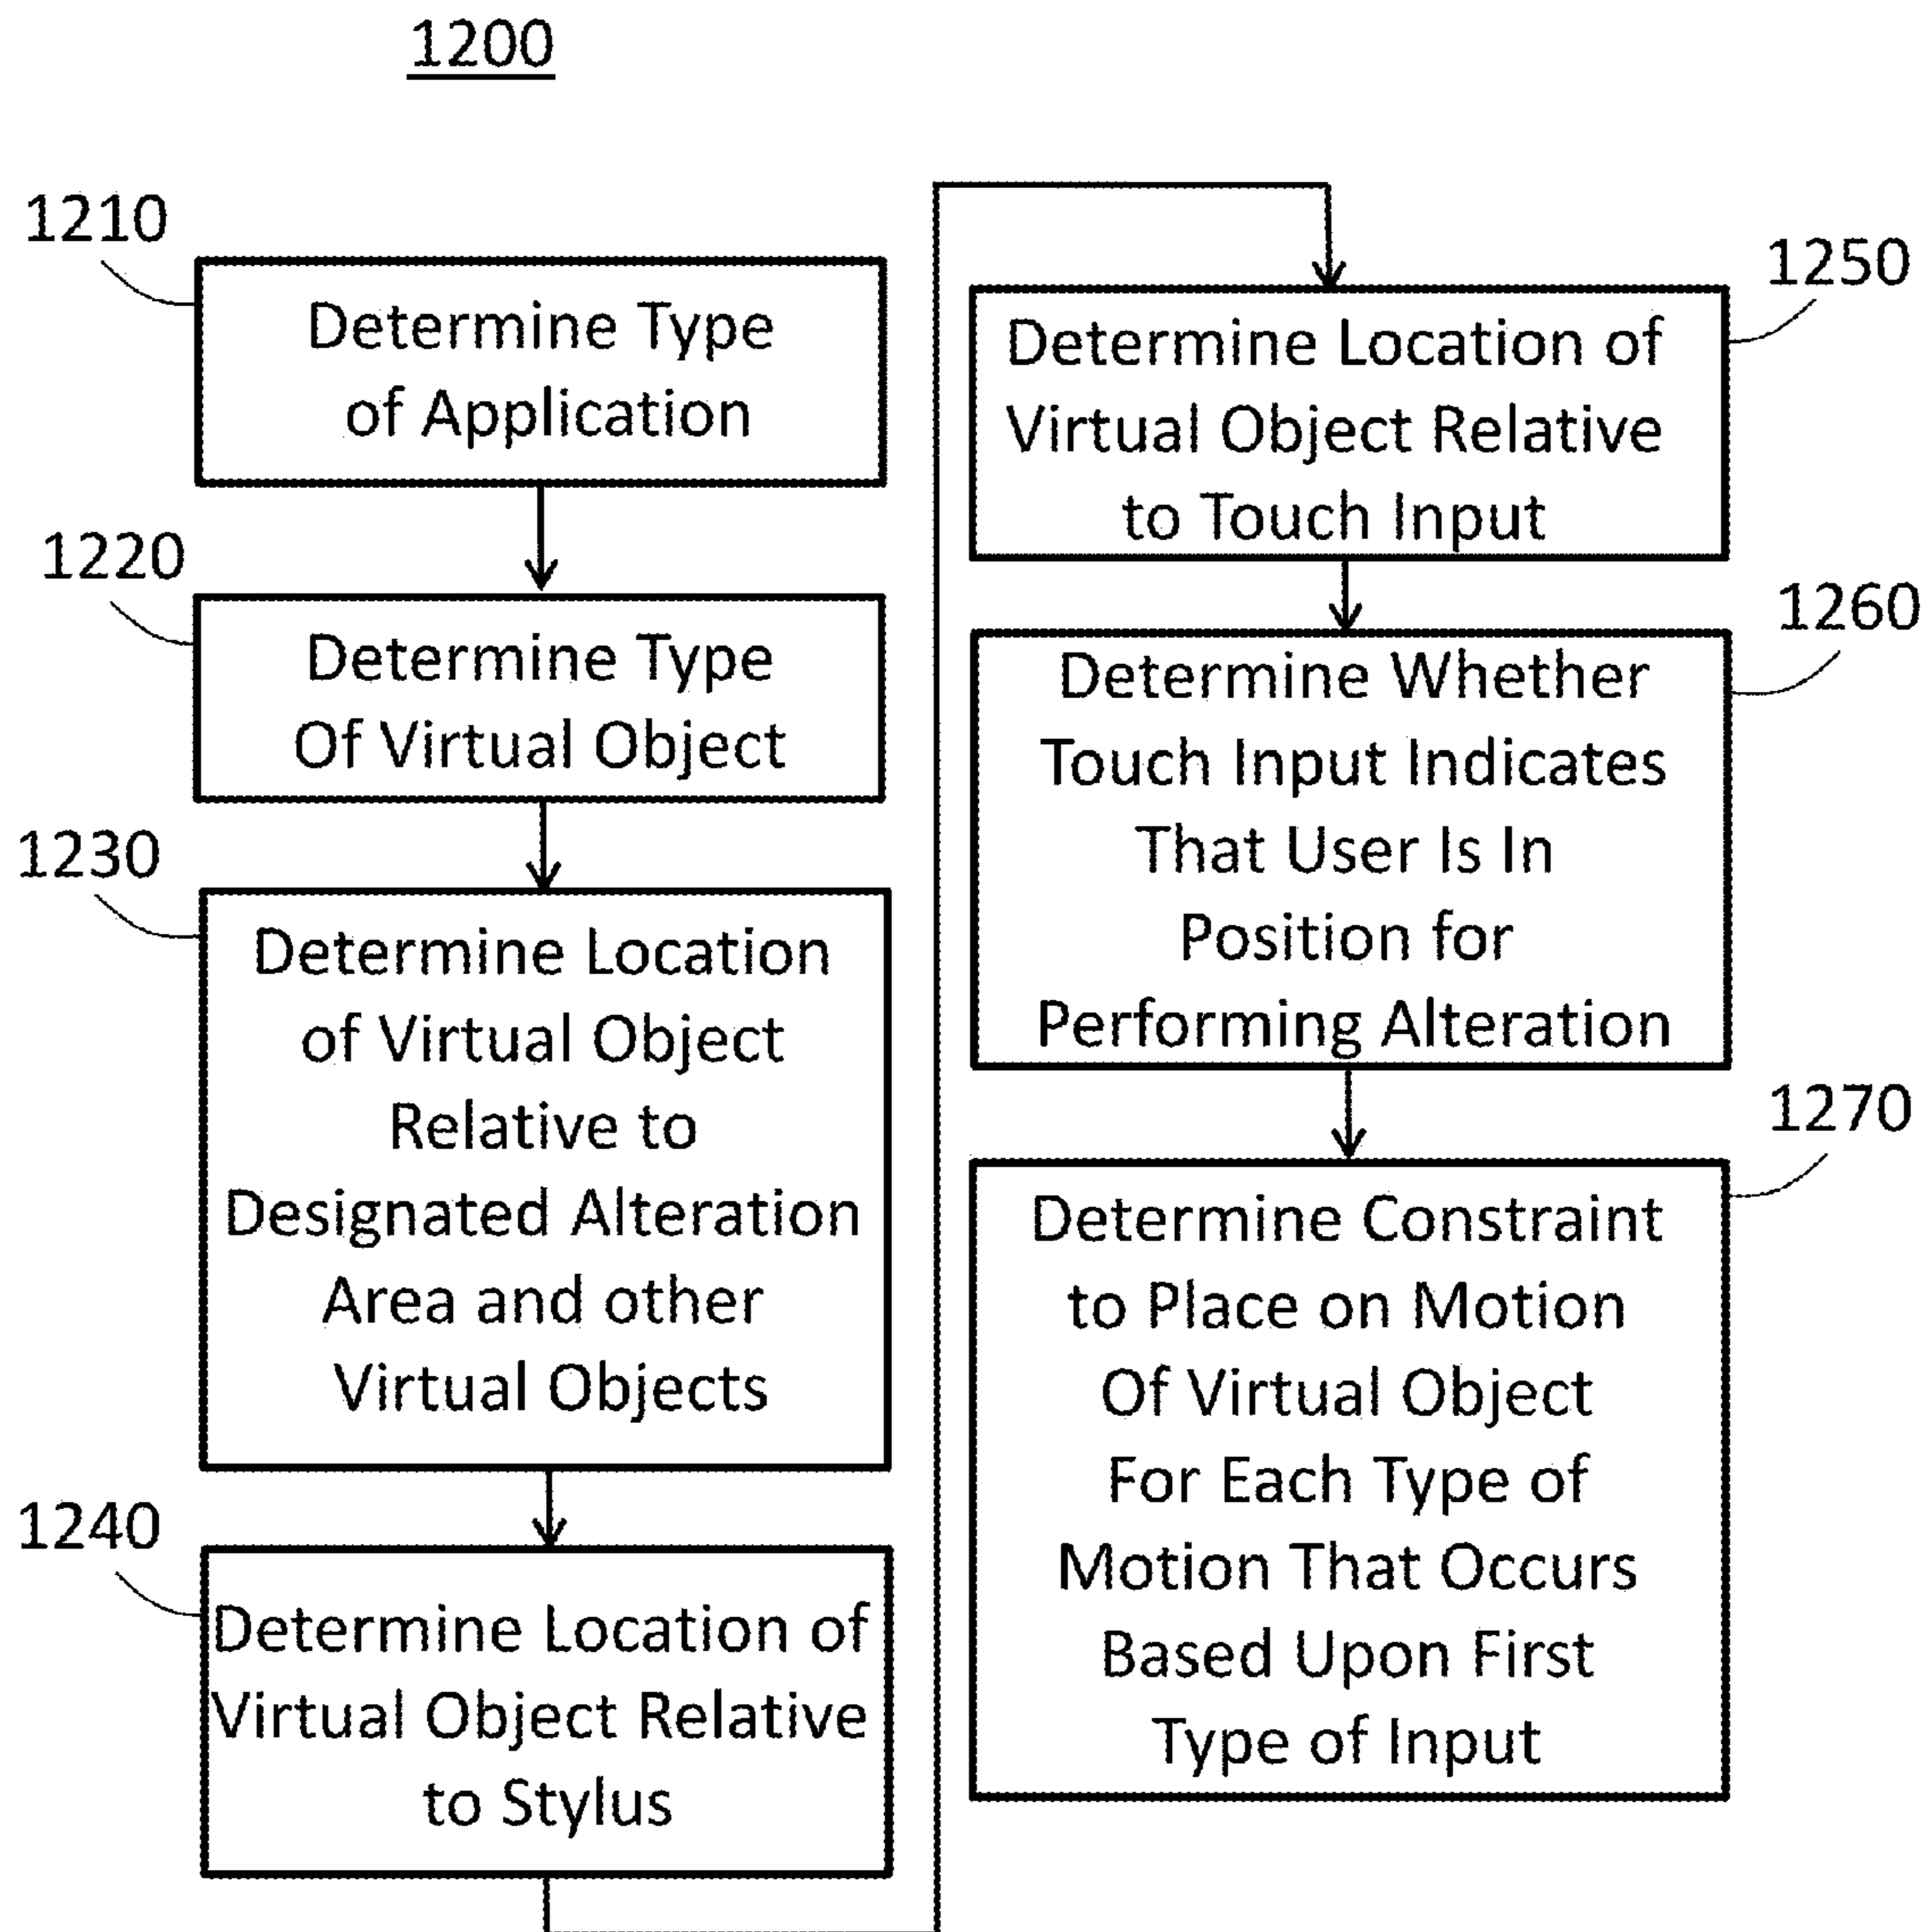 1200
1210
Determine Type
of Application
1220
Determine Type
Of Virtual Object
1230
Determine Location
of Virtual Object
Relative to
Designated Alteration
Area and other
Virtual Objects
1240
Determine Location of
Virtual Object Relative
to Stylus
1250
Determine Location of
Virtual Object Relative
to Touch Input
1260
Determine Whether
Touch Input Indicates
That User Is In
Position for
Performing Alteration
1270
Determine Constraint
to Place on Motion
Of Virtual Object
For Each Type of
Motion That Occurs
Based Upon First
Type of Input